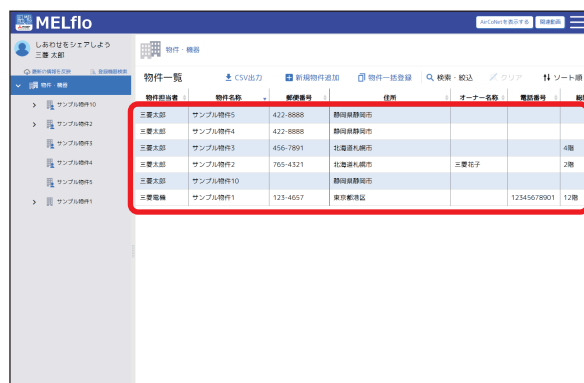 MELflo
AirCoNetを表示する 関連動画
しあわせをシェアしよう
三菱 太郎
最新の情報を反映 登録機器検索
物件・機器
サンプル物件10
サンプル物件2
サンプル物件3
サンプル物件4
サンプル物件5
サンプル物件1
物件・機器
物件一覧 CSV出力 新規物件追加 物件一括登録 検索・絞込 クリア ソート順
物件担当者 物件名称 郵便番号 住所 オーナー名称 電話番号
三菱太郎 サンプル物件5 422-8888 静岡県静岡市
三菱太郎 サンプル物件4 422-8888 静岡県静岡市
三菱太郎 サンプル物件3 456-7891 北海道札幌市 4階
三菱太郎 サンプル物件2 765-4321 北海道札幌市 三菱花子 2階
三菱太郎 サンプル物件10 静岡県静岡市
三菱電機 サンプル物件1 123-4657 東京都港区 12345678901 12階